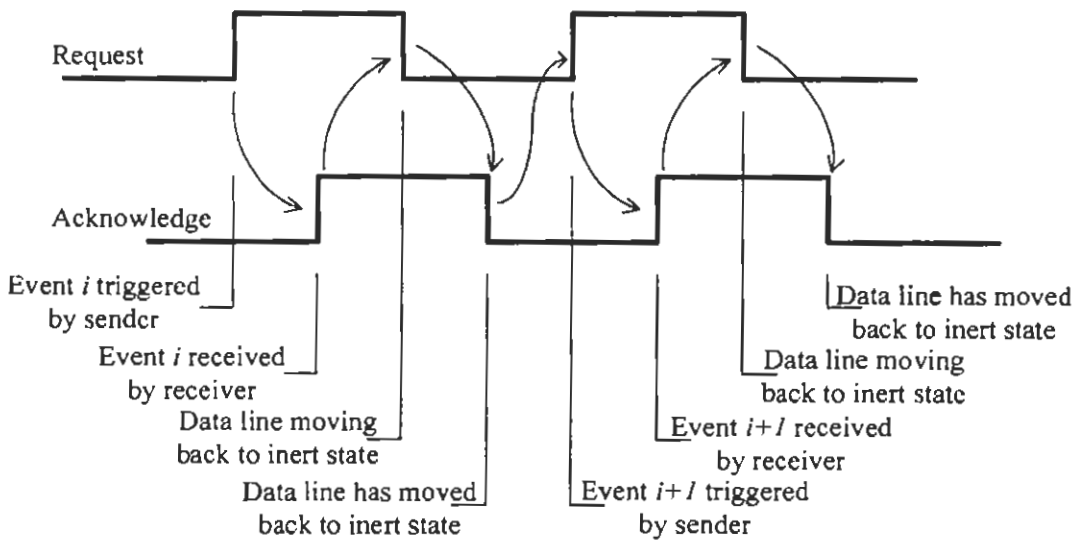 Request
Acknowledge
Event i triggered
by sender
Event i received
by receiver
Data line moving
back to inert state
Data line has moved
back to inert state
Event i+1 triggered
by sender
Event i+1 received
by receiver
Data line moving
back to inert state
Data line has moved
back to inert state